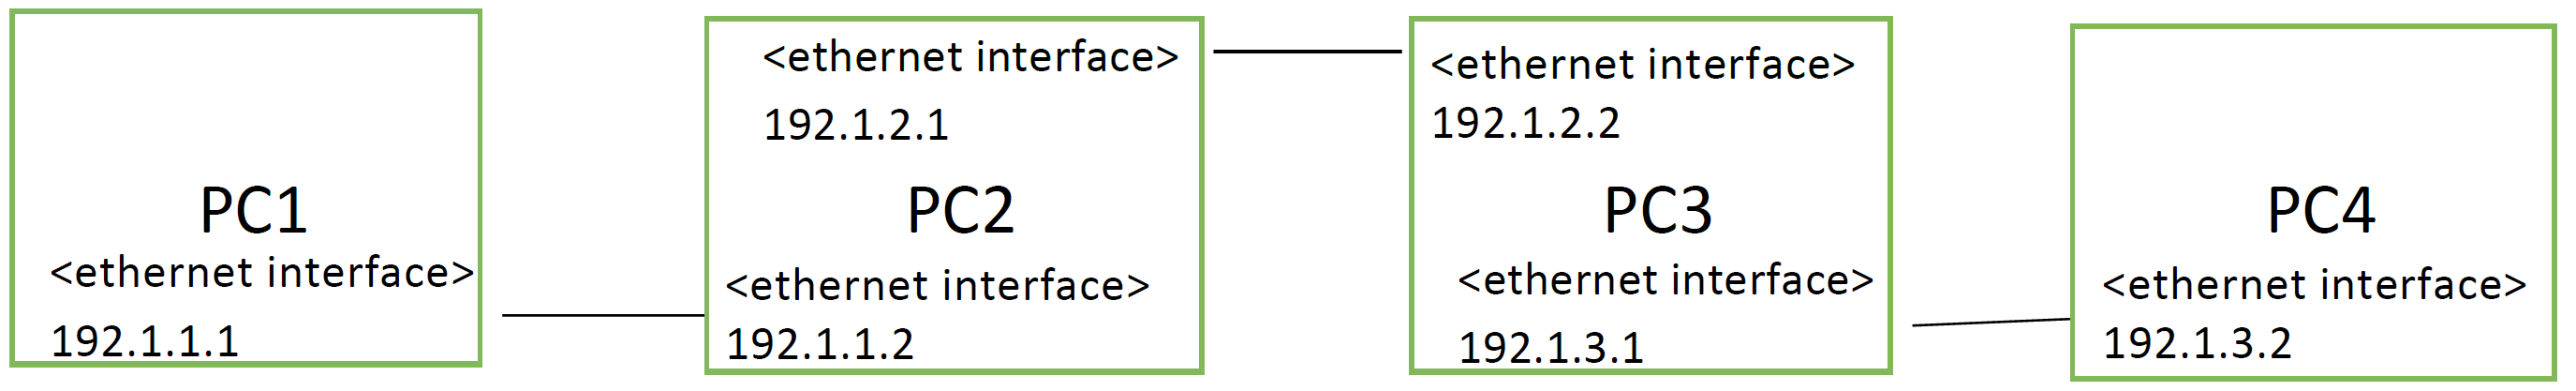 PC1
<ethernet interface>
192.1.1.1
<ethernet interface>
192.1.2.1
PC2
<ethernet interface>
192.1.1.2
<ethernet interface>
192.1.2.2
PC3
<ethernet interface>
192.1.3.1
PC4
<ethernet interface>
192.1.3.2